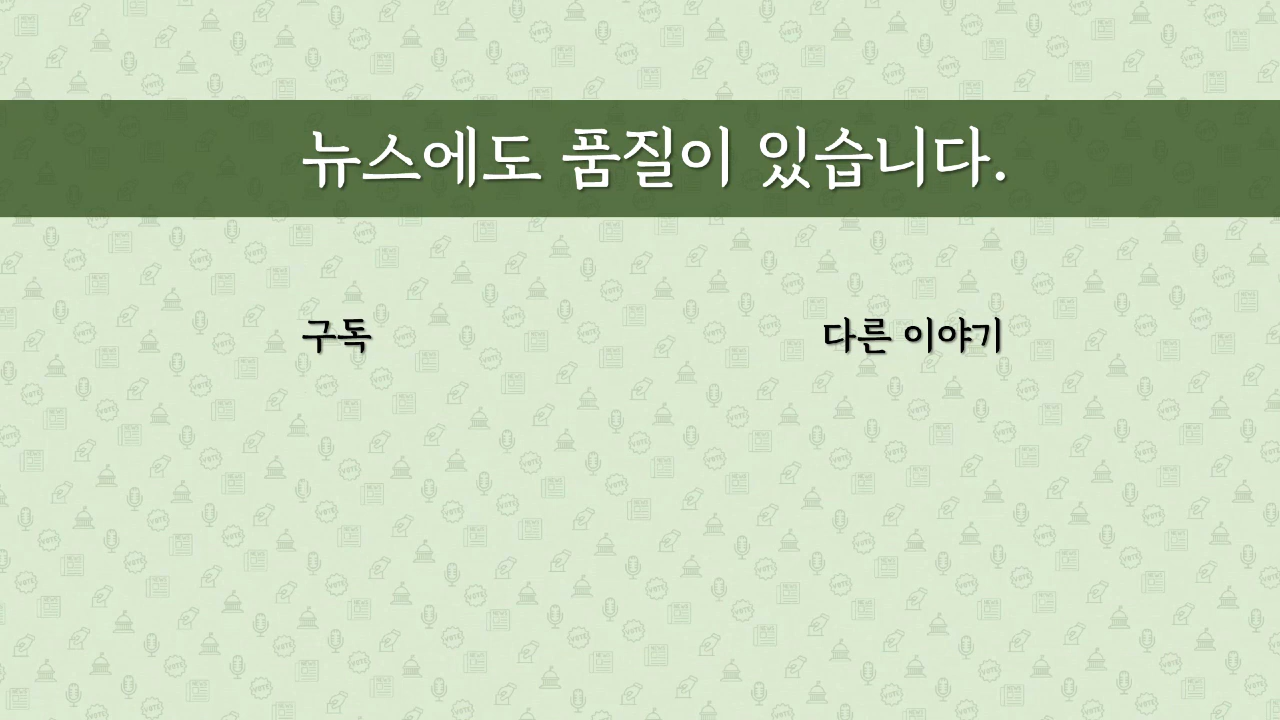 뉴스에도 품질이 있습니다.
구독
다른 이야기